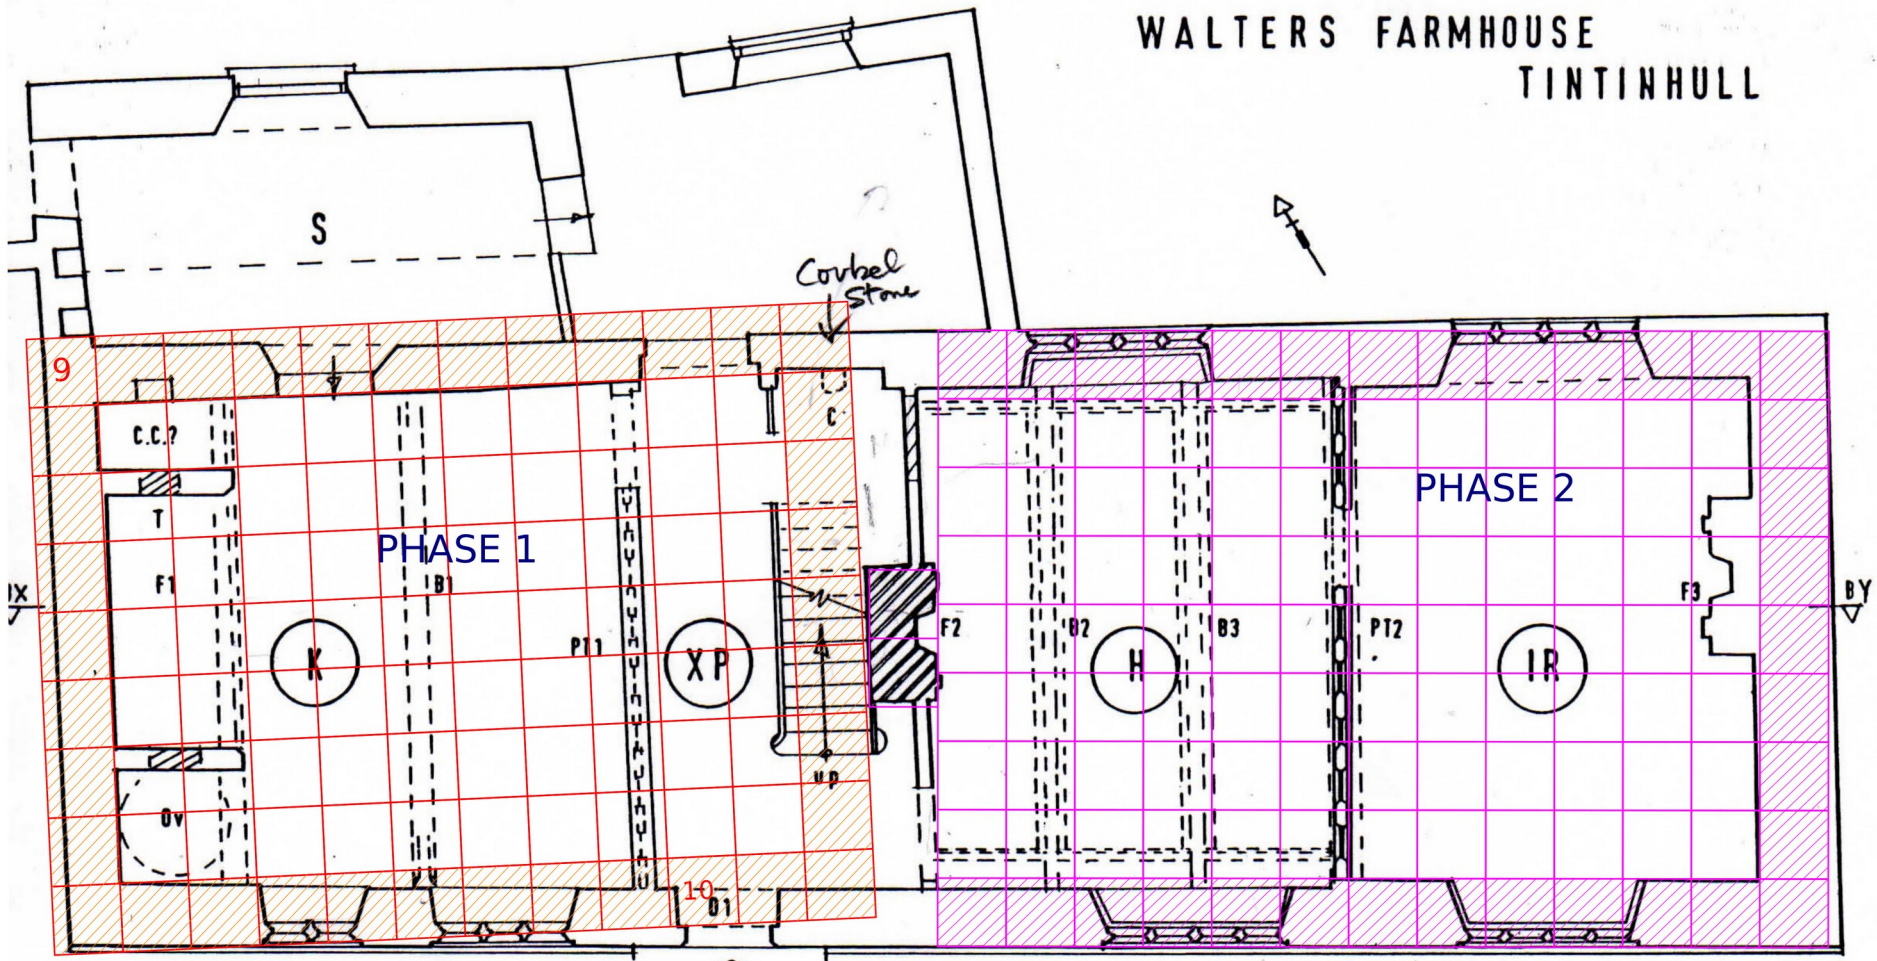 WALTERS FARMHOUSE
TINTINHULL
S
Corbel
Stone
9
C
C.C.?
PHASE 2
T
PHASE 1
F1
B1
F3
BY
PT1
F2
B2
B3
PT2
K
XP
H
IR
UP
Ov
10
D1